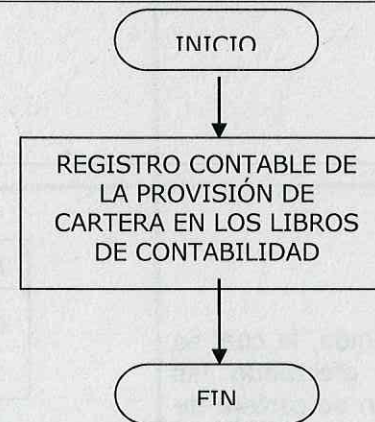 INICIO
REGISTRO CONTABLE DE
LA PROVISIÓN DE
CARTERA EN LOS LIBROS
DE CONTABILIDAD
FIN